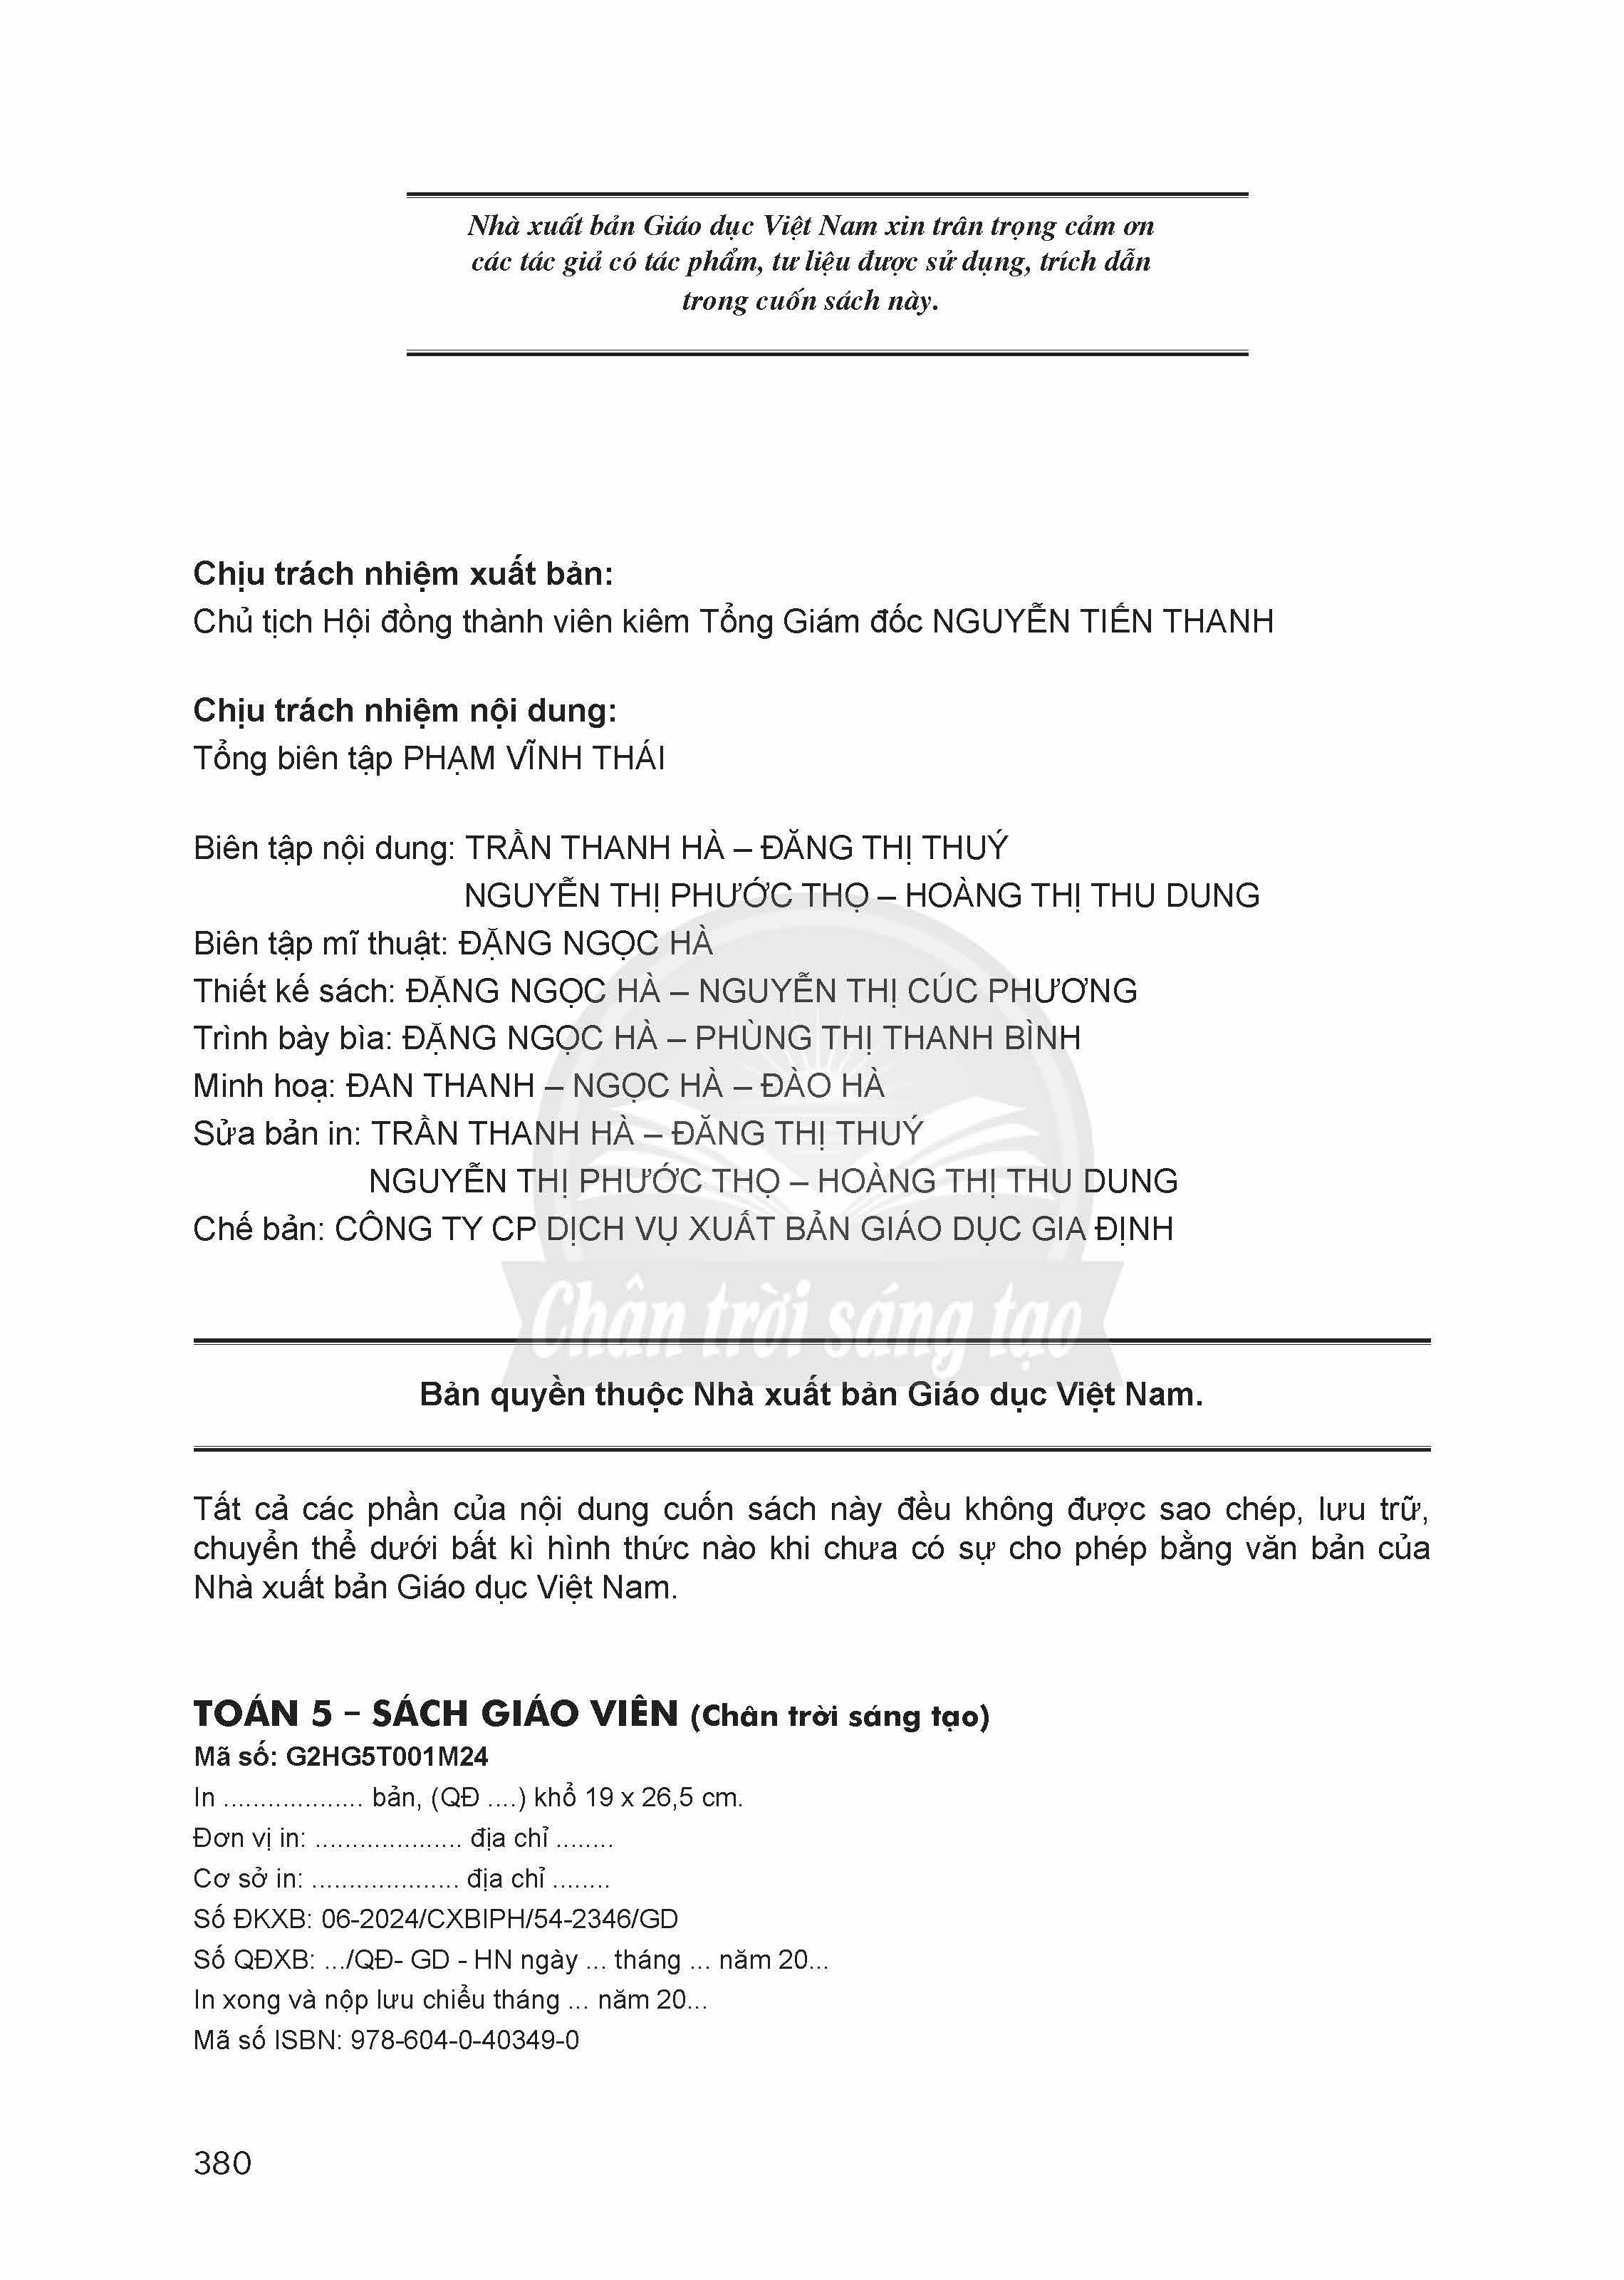 Nhà xuất bản Giáo dục Việt Nam xin trân trọng cảm ơn
các tác giả có tác phẩm, tư liệu được sử dụng, trích dẫn
trong cuốn sách này.
Chịu trách nhiệm xuất bản:
Chủ tịch Hội đồng thành viên kiêm Tổng Giám đốc NGUYỄN TIẾN THANH
Chịu trách nhiệm nội dung:
Tổng biên tập PHẠM VĨNH THÁI
Biên tập nội dung: TRẦN THANH HÀ – ĐĂNG THỊ THUÝ
NGUYỄN THỊ PHƯỚC THỌ – HOÀNG THỊ THU DUNG
Biên tập mĩ thuật: ĐẶNG NGỌC HÀ
Thiết kế sách: ĐẶNG NGỌC HÀ – NGUYỄN THỊ CÚC PHƯƠNG
Trình bày bìa: ĐẶNG NGỌC HÀ – PHÙNG THỊ THANH BÌNH
Minh hoạ: ĐAN THANH – NGỌC HÀ – ĐÀO HÀ
Sửa bản in: TRẦN THANH HÀ – ĐĂNG THỊ THUÝ
NGUYỄN THỊ PHƯỚC THỌ – HOÀNG THỊ THU DUNG
Chế bản: CÔNG TY CP DỊCH VỤ XUẤT BẢN GIÁO DỤC GIA ĐỊNH
Chân trời sáng tạo
Bản quyền thuộc Nhà xuất bản Giáo dục Việt Nam.
Tất cả các phần của nội dung cuốn sách này đều không được sao chép, lưu trữ,
chuyển thể dưới bất kì hình thức nào khi chưa có sự cho phép bằng văn bản của
Nhà xuất bản Giáo dục Việt Nam.
TOÁN 5 – SÁCH GIÁO VIÊN (Chân trời sáng tạo)
Mã số: G2HG5T001M24
In ................... bản, (QĐ ....) khổ 19 x 26,5 cm.
Đơn vị in: .................... địa chỉ ........
Cơ sở in: .................... địa chỉ ........
Số ĐKXB: 06-2024/CXBIPH/54-2346/GD
Số QĐXB: .../QĐ- GD - HN ngày ... tháng ... năm 20...
In xong và nộp lưu chiểu tháng ... năm 20...
Mã số ISBN: 978-604-0-40349-0
380